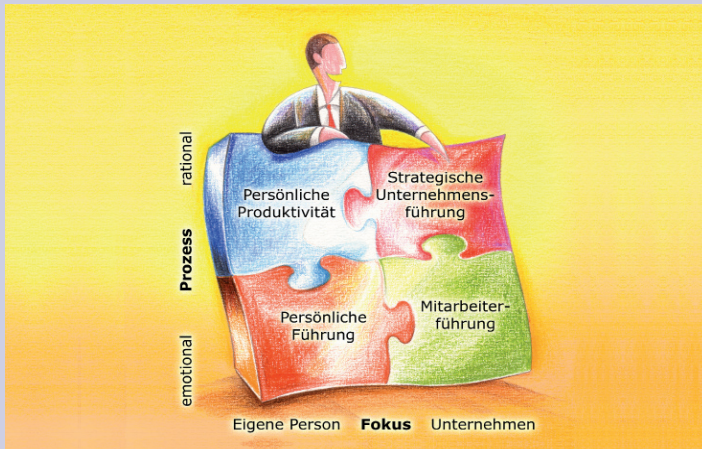 rational
Persönliche
Produktivität
Strategische
Unternehmens-
führung
Prozess
Persönliche
Führung
Mitarbeiter-
führung
emotional
Eigene Person Fokus Unternehmen